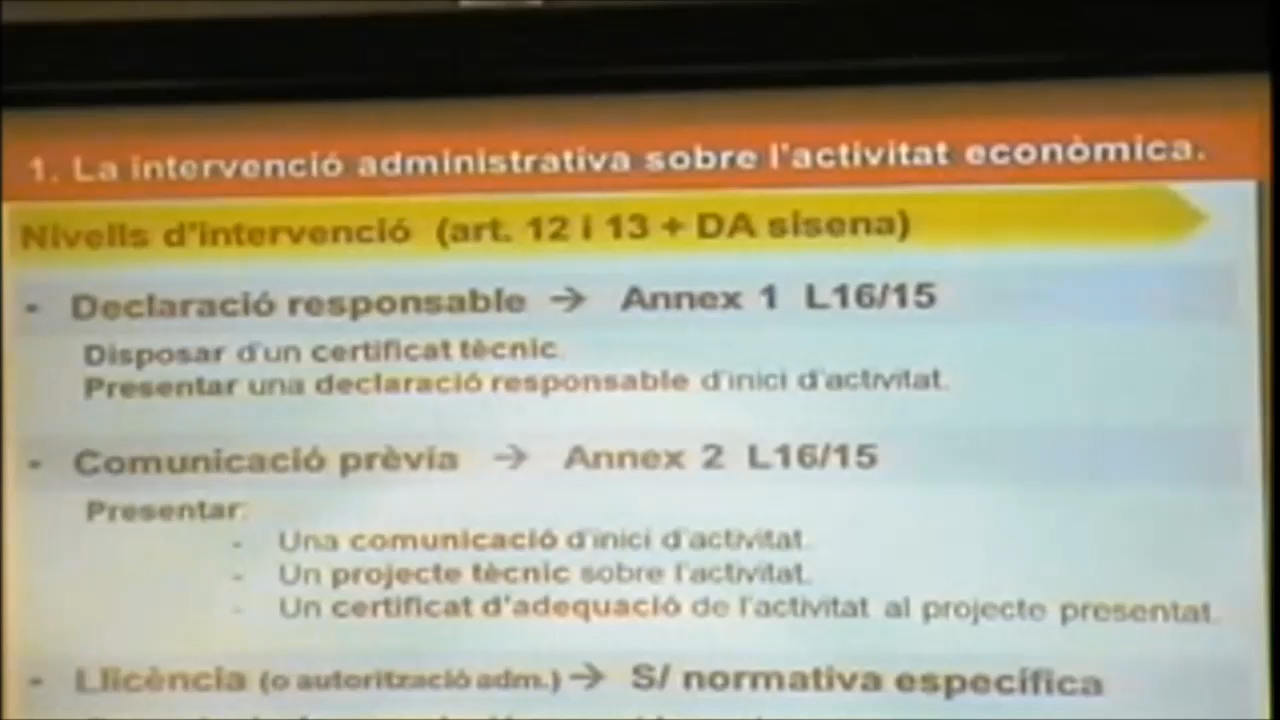 1. La intervenció administrativa sobre l'activitat econòmica.
Nivells d'intervenció (art. 12 i 13 + DA sisena)
- Declaració responsable → Annex 1 L16/15
Disposar d'un certificat tècnic.
Presentar una declaració responsable d'inici d'activitat.
- Comunicació prèvia → Annex 2 L16/15
Presentar:
- Una comunicació d'inici d'activitat.
- Un projecte tècnic sobre l'activitat.
- Un certificat d'adequació de l'activitat al projecte presentat.
- Llicència (o autorització adm.) → S/ normativa específica